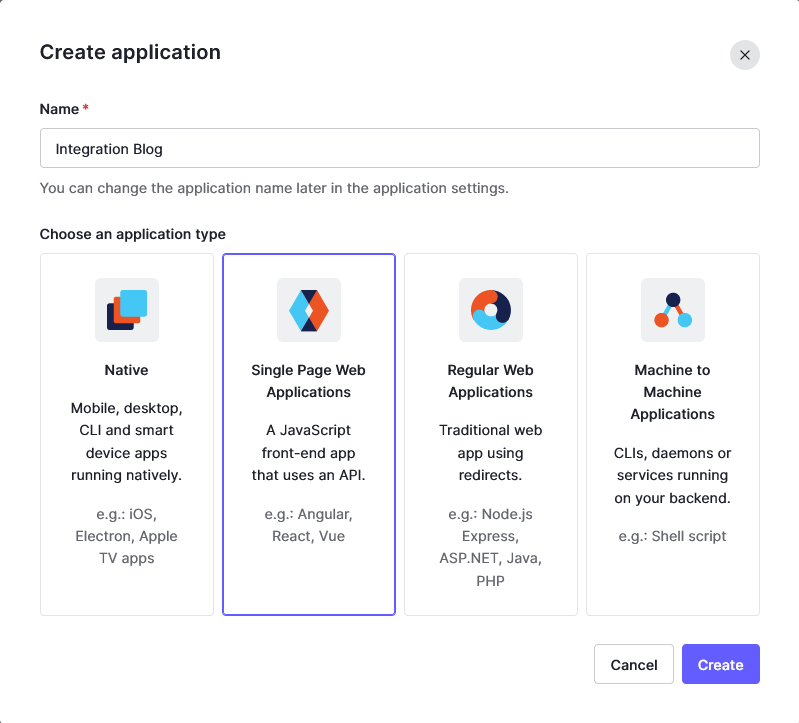 Create application
Name *
Integration Blog
You can change the application name later in the application settings.
Choose an application type
Native
Mobile, desktop,
CLI and smart
device apps
running natively.
e.g.: iOS,
Electron, Apple
TV apps
Single Page Web
Applications
A JavaScript
front-end app
that uses an API.
e.g.: Angular,
React, Vue
Regular Web
Applications
Traditional web
app using
redirects.
e.g.: Node.js
Express,
ASP.NET, Java,
PHP
Machine to
Machine
Applications
CLIs, daemons or
services running
on your backend.
e.g.: Shell script
Cancel
Create